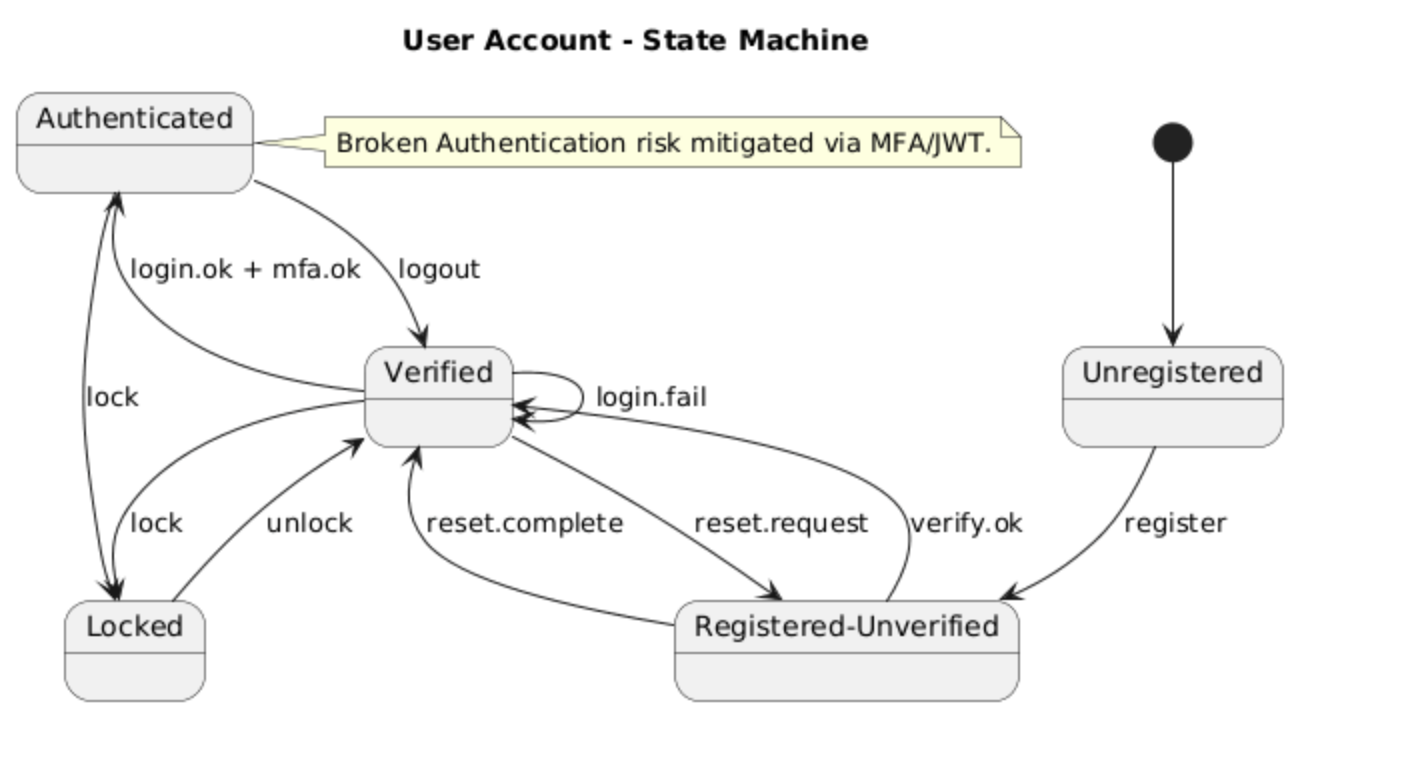 User Account - State Machine
Authenticated
Broken Authentication risk mitigated via MFA/JWT.
login.ok + mfa.ok
logout
Verified
Unregistered
lock
login.fail
lock
unlock
reset.complete
reset.request
verify.ok
register
Locked
Registered-Unverified